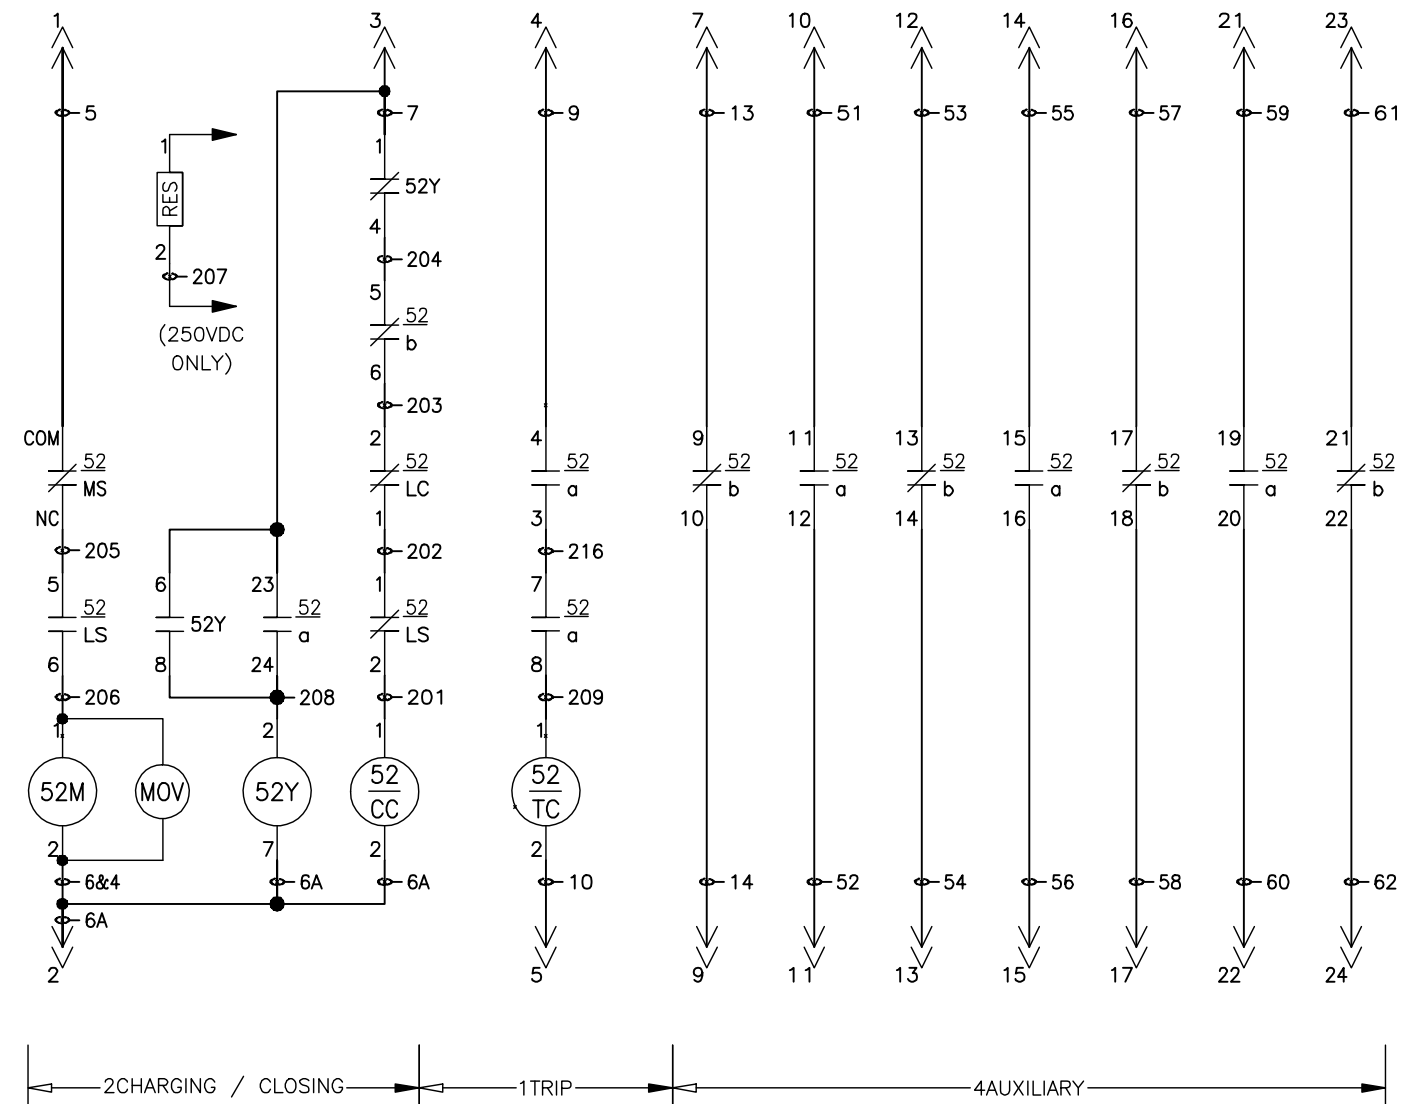 1 3 4 7 10 12 14 16 21 23
5 7 9 13 51 53 55 57 59 61
1 1
RES 52Y
4
2 204
207
5
52
(250VDC b
ONLY)
6
203
COM 2 4 9 11 13 15 17 19 21
52 52 52 52 52 52 52 52 52 52
MS LC a b a b a b a b
NC 1 3 10 12 14 16 18 20 22
205 202 216
5 6 23 1 7
52 52Y 52 52 52
LS a LS a
6 8 24 2 8
206 208 201 209
1 2 1 1
52M MOV 52Y 52 52
CC TC
2 7 2 2
6&4 6A 6A 10 14 52 54 56 58 60 62
6A
2 5 9 11 13 15 17 22 24
2CHARGING / CLOSING 1TRIP 4AUXILIARY